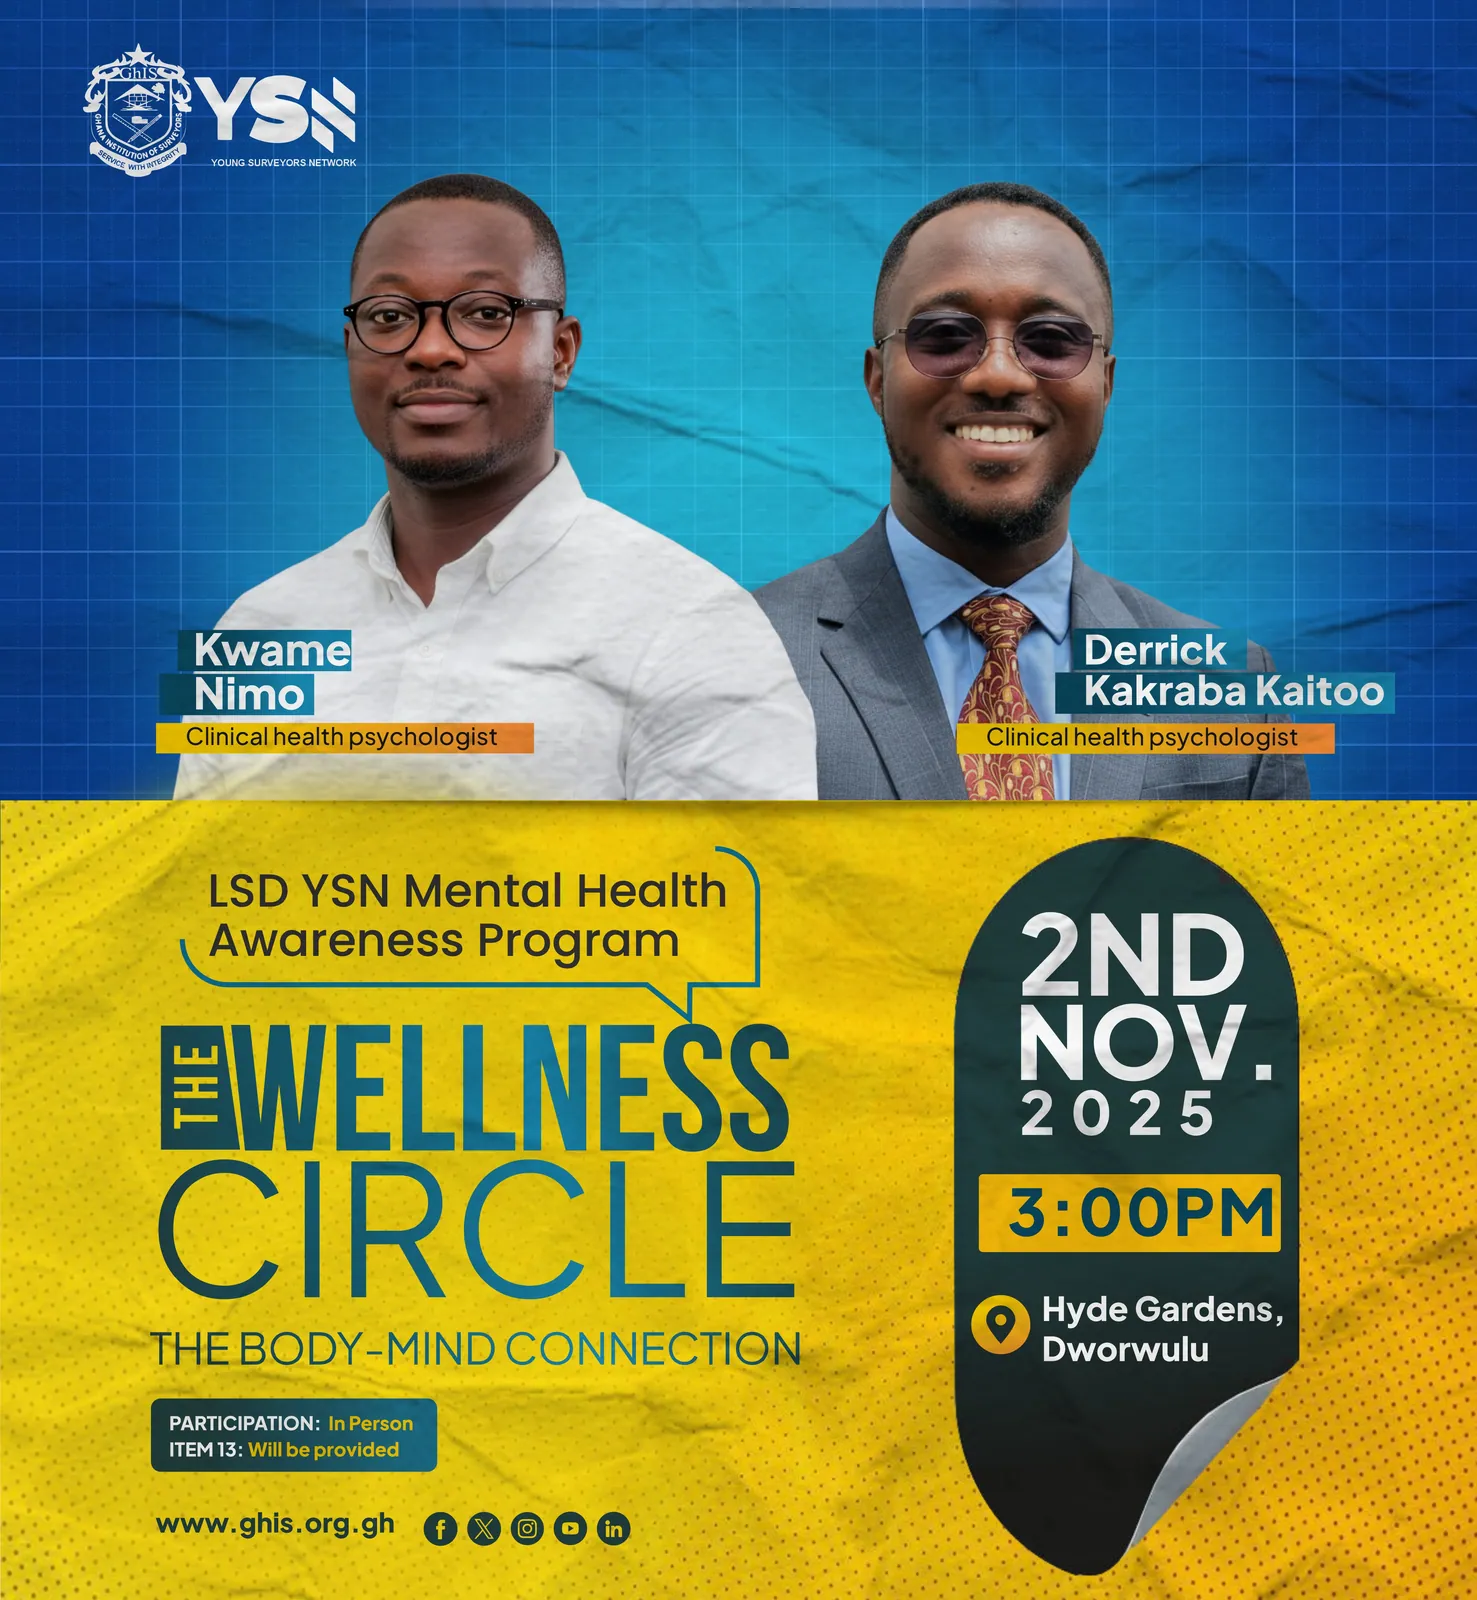 GhIS
GHANA INSTITUTION OF SURVEYORS
SERVICE WITH INTEGRITY
YSN
YOUNG SURVEYORS NETWORK
Kwame
Nimo
Clinical health psychologist
Derrick
Kakraba Kaitoo
Clinical health psychologist
LSD YSN Mental Health
Awareness Program
THE WELLNESS
CIRCLE
THE BODY-MIND CONNECTION
PARTICIPATION: In Person
ITEM 13: Will be provided
www.ghis.org.gh
2ND
NOV.
2025
3:00PM
Hyde Gardens,
Dworwulu